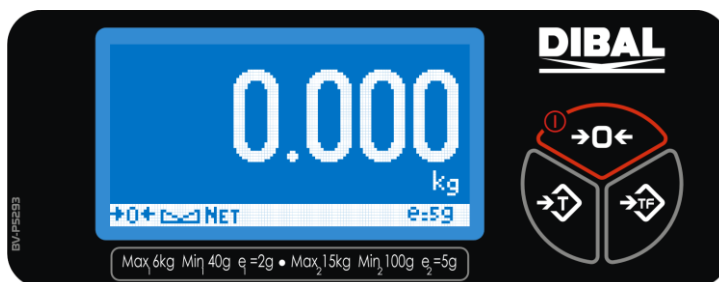 DIBAL
0.000
kg
→0← NET e=5g
→0←
→T←
→TF←
BV-PS293
Max₁ 6kg Min₁ 40g e₁=2g • Max₂ 15kg Min₂ 100g e₂=5g